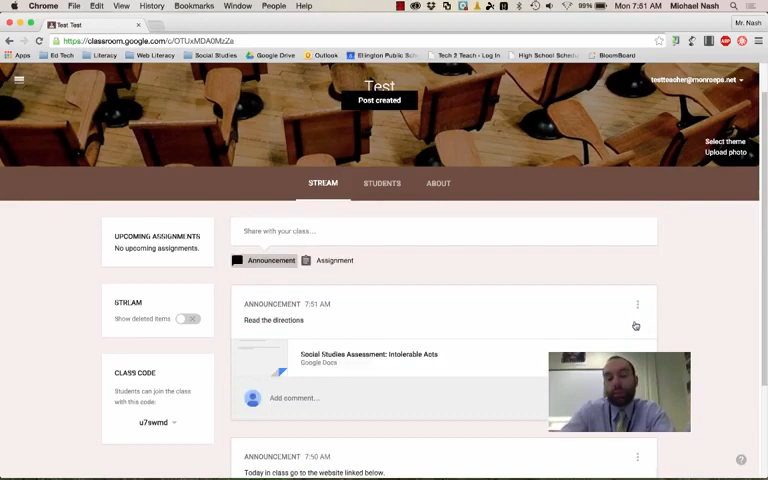 Chrome File Edit View History Bookmarks Window People Help 99% Mon 7:51 AM Michael Nash
Test Test Mr. Nash
https://classroom.google.com/c/OTUxMDA0MzZa
Apps Ed Tech Literacy Web Literacy Social Studies Google Drive Outlook Ellington Public Sch Tech 2 Teach - Log In High School Schedu BloomBoard
Test
testteacher@monroeps.net
Post created
Select theme
Upload photo
STREAM STUDENTS ABOUT
UPCOMING ASSIGNMENTS
No upcoming assignments.
Share with your class...
Announcement Assignment
STREAM
Show deleted items
ANNOUNCEMENT 7:51 AM
Read the directions
Social Studies Assessment: Intolerable Acts
Google Docs
CLASS CODE
Students can join the class
with this code:
u7swmd
Add comment...
ANNOUNCEMENT 7:50 AM
Today in class go to the website linked below.